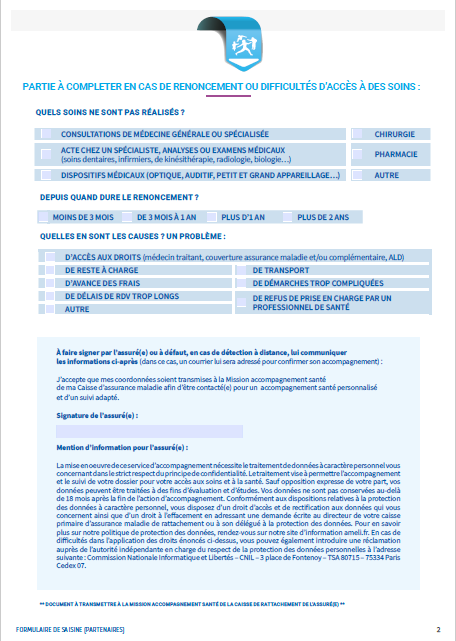 PARTIE À COMPLETER EN CAS DE RENONCEMENT OU DIFFICULTÉS D'ACCÈS À DES SOINS :
QUELS SOINS NE SONT PAS RÉALISÉS ?
CONSULTATIONS DE MÉDECINE GÉNÉRALE OU SPÉCIALISÉE
CHIRURGIE
ACTE CHEZ UN SPÉCIALISTE, ANALYSES OU EXAMENS MÉDICAUX
(soins dentaires, infirmiers, de kinésithérapie, radiologie, biologie...)
PHARMACIE
DISPOSITIFS MÉDICAUX (OPTIQUE, AUDITIF, PETIT ET GRAND APPAREILLAGE...)
AUTRE
DEPUIS QUAND DURE LE RENONCEMENT ?
MOINS DE 3 MOIS DE 3 MOIS À 1 AN PLUS D'1 AN PLUS DE 2 ANS
QUELLES EN SONT LES CAUSES ? UN PROBLÈME :
D'ACCÈS AUX DROITS (médecin traitant, couverture assurance maladie et/ou complémentaire, ALD)
DE RESTE À CHARGE
DE TRANSPORT
D'AVANCE DES FRAIS
DE DÉMARCHES TROP COMPLIQUÉES
DE DÉLAIS DE RDV TROP LONGS
DE REFUS DE PRISE EN CHARGE PAR UN
PROFESSIONNEL DE SANTÉ
AUTRE
À faire signer par l'assuré(e) ou à défaut, en cas de détection à distance, lui communiquer
les informations ci-après (dans ce cas, un courrier lui sera adressé pour confirmer son accompagnement) :
J'accepte que mes coordonnées soient transmises à la Mission accompagnement santé
de ma Caisse d'assurance maladie afin d'être contacté(e) pour un accompagnement santé personnalisé
et d'un suivi adapté.
Signature de l'assuré(e) :
Mention d'information pour l'assuré(e) :
La mise en oeuvre de ce service d'accompagnement nécessite le traitement de données à caractère personnel vous
concernant dans le strict respect du principe de confidentialité. Le traitement vise à permettre l'accompagnement
et le suivi de votre dossier pour votre accès aux soins et à la santé. Sauf opposition expresse de votre part, vos
données peuvent être traitées à des fins d'évaluation et d'études. Vos données ne sont pas conservées au-delà
de 18 mois après la fin de l'action d'accompagnement. Conformément aux dispositions relatives à la protection
des données à caractère personnel, vous disposez d'un droit d'accès et de rectification aux données qui vous
concernent ainsi que d'un droit à l'effacement en adressant une demande écrite au directeur de votre caisse
primaire d'assurance maladie de rattachement ou à son délégué à la protection des données. Pour en savoir
plus sur notre politique de protection des données, rendez-vous sur notre site d'information ameli.fr. En cas de
difficultés dans l'application des droits énoncés ci-dessus, vous pouvez également introduire une réclamation
auprès de l'autorité indépendante en charge du respect de la protection des données personnelles à l'adresse
suivante : Commission Nationale Informatique et Libertés – CNIL – 3 place de Fontenoy – TSA 80715 – 75334 Paris
Cedex 07.
** DOCUMENT À TRANSMETTRE À LA MISSION ACCOMPAGNEMENT SANTÉ DE LA CAISSE DE RATTACHEMENT DE L'ASSURÉ(E) **
FORMULAIRE DE SAISINE [PARTENAIRES]
2